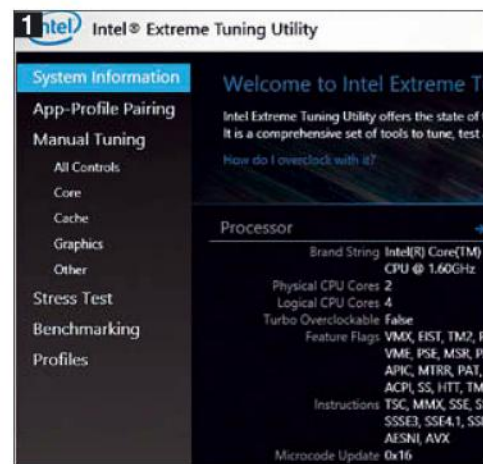 1
intel® Intel® Extreme Tuning Utility
System Information
App-Profile Pairing
Manual Tuning
All Controls
Core
Cache
Graphics
Other
Stress Test
Benchmarking
Profiles
Welcome to Intel Extreme T
Intel Extreme Tuning Utility offers the state of
It is a comprehensive set of tools to tune, test
How do I overclock with it?
Processor
Brand String Intel(R) Core(TM)
CPU @ 1.60GHz
Physical CPU Cores 2
Logical CPU Cores 4
Turbo Overclockable False
Feature Flags VMX, EIST, TM2,
VME, PSE, MSR,
APIC, MTRR, PAT,
ACPI, SS, HTT,
Instructions TSC, MMX, SSE,
SSSE3, SSE4.1,
AESNI, AVX
Microcode Update 0x16